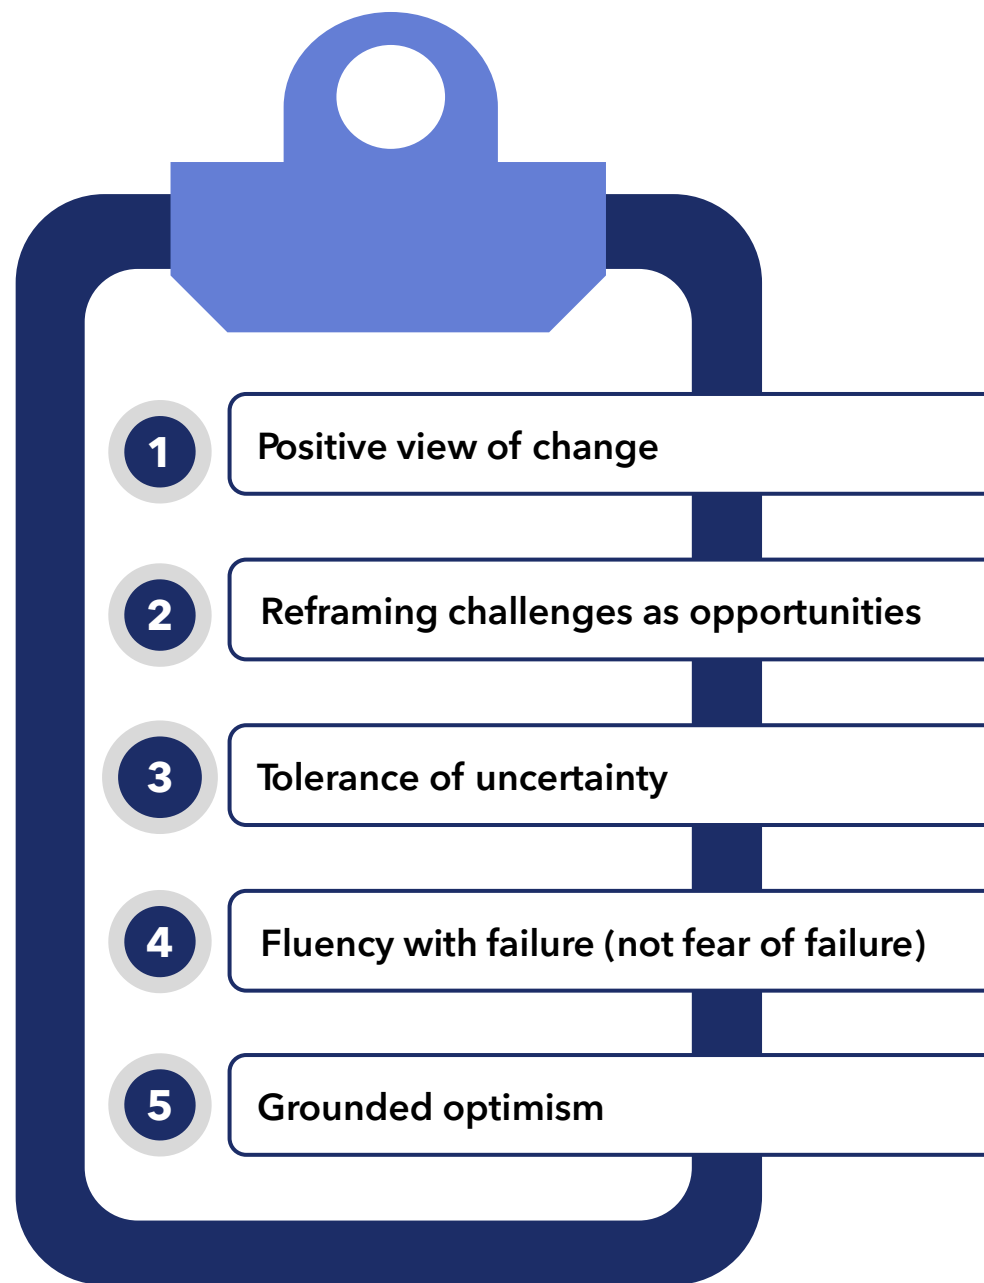 1 Positive view of change
2 Reframing challenges as opportunities
3 Tolerance of uncertainty
4 Fluency with failure (not fear of failure)
5 Grounded optimism